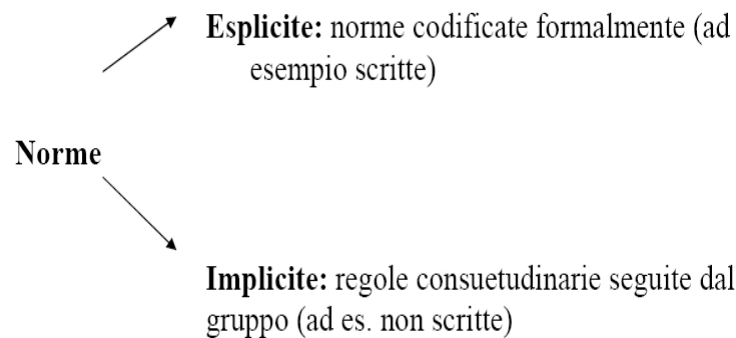 Esplicite: norme codificate formalmente (ad
esempio scritte)
Norme
Implicite: regole consuetudinarie seguite dal
gruppo (ad es. non scritte)